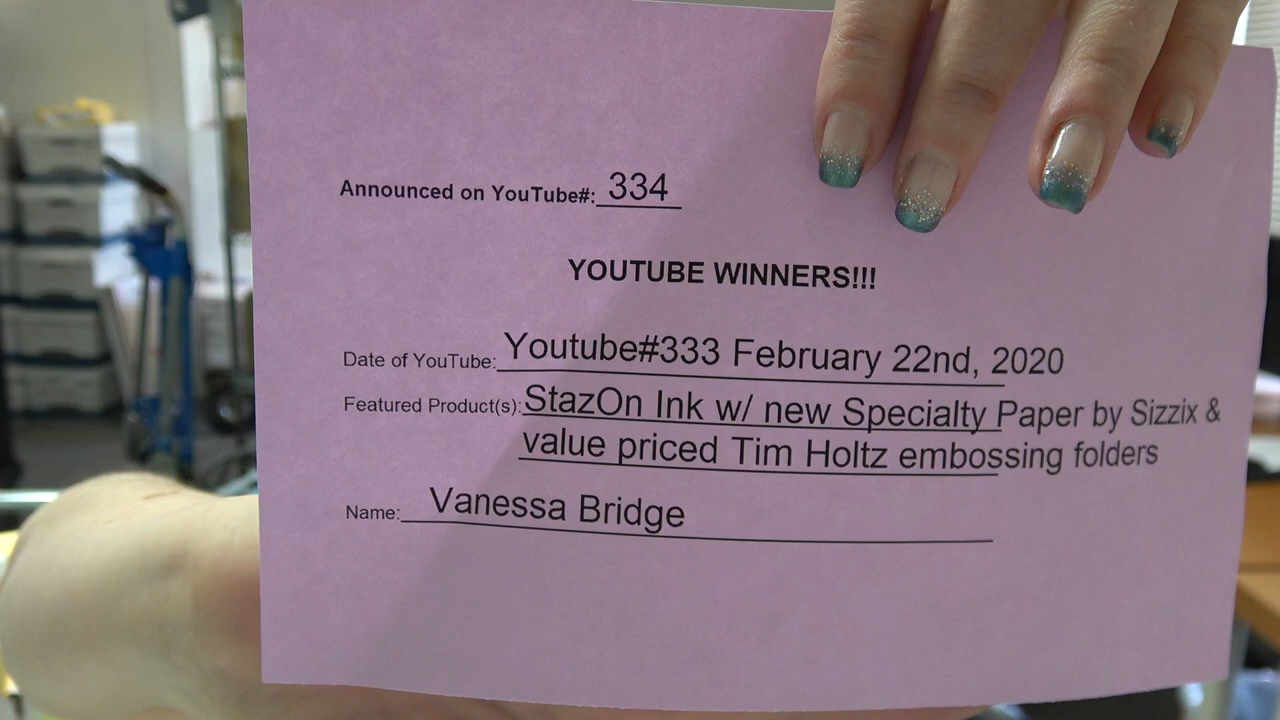 Announced on YouTube#: 334
YOUTUBE WINNERS!!!
Date of YouTube: Youtube#333 February 22nd, 2020
Featured Product(s): StazOn Ink w/ new Specialty Paper by Sizzix &
value priced Tim Holtz embossing folders
Name: Vanessa Bridge